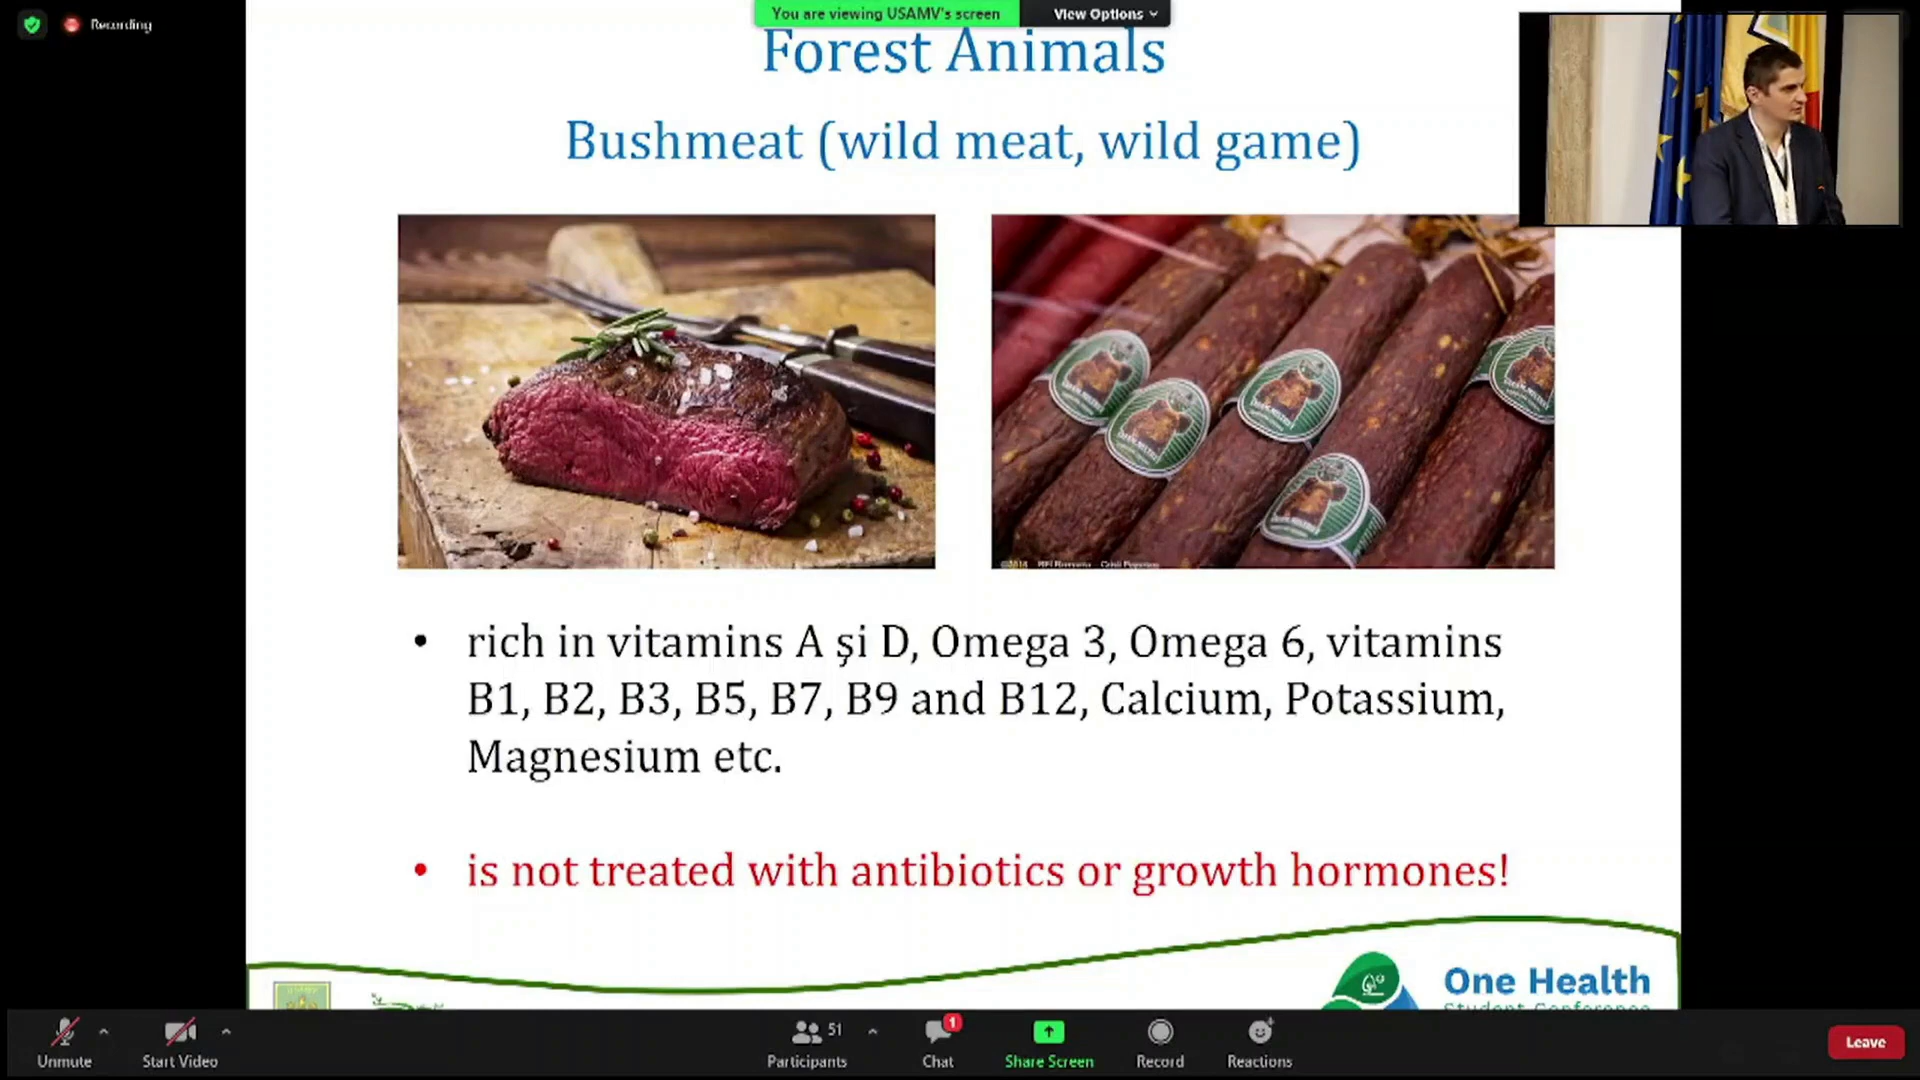 Recording
You are viewing USAMV's screen
View Options
Forest Animals
Bushmeat (wild meat, wild game)
• rich in vitamins A și D, Omega 3, Omega 6, vitamins
B1, B2, B3, B5, B7, B9 and B12, Calcium, Potassium,
Magnesium etc.
• is not treated with antibiotics or growth hormones!
One Health
Student Conference
Unmute
Start Video
51
Participants
1
Chat
Share Screen
Record
Reactions
Leave